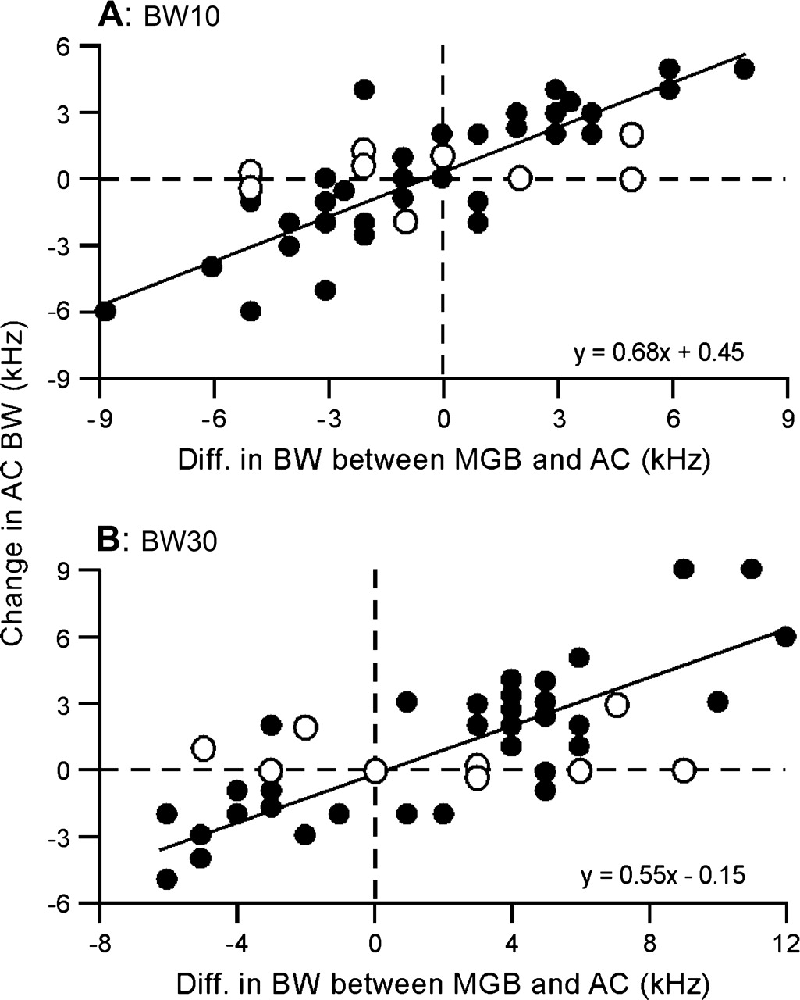 A: BW10
6
3
0
-3
-6
-9
-9 -6 -3 0 3 6 9
y = 0.68x + 0.45
Diff. in BW between MGB and AC (kHz)
Change in AC BW (kHz)
B: BW30
9
6
3
0
-3
-6
-8 -4 0 4 8 12
y = 0.55x - 0.15
Diff. in BW between MGB and AC (kHz)